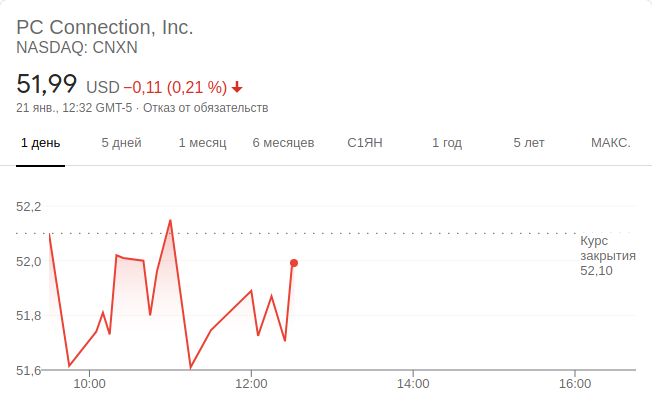 PC Connection, Inc.
NASDAQ: CNXN
51,99 USD −0,11 (0,21 %)
21 янв., 12:32 GMT-5 · Отказ от обязательств
1 день 5 дней 1 месяц 6 месяцев С1ЯН 1 год 5 лет МАКС.
52,2
Курс
закрытия
52,10
52,0
51,8
51,6
10:00 12:00 14:00 16:00